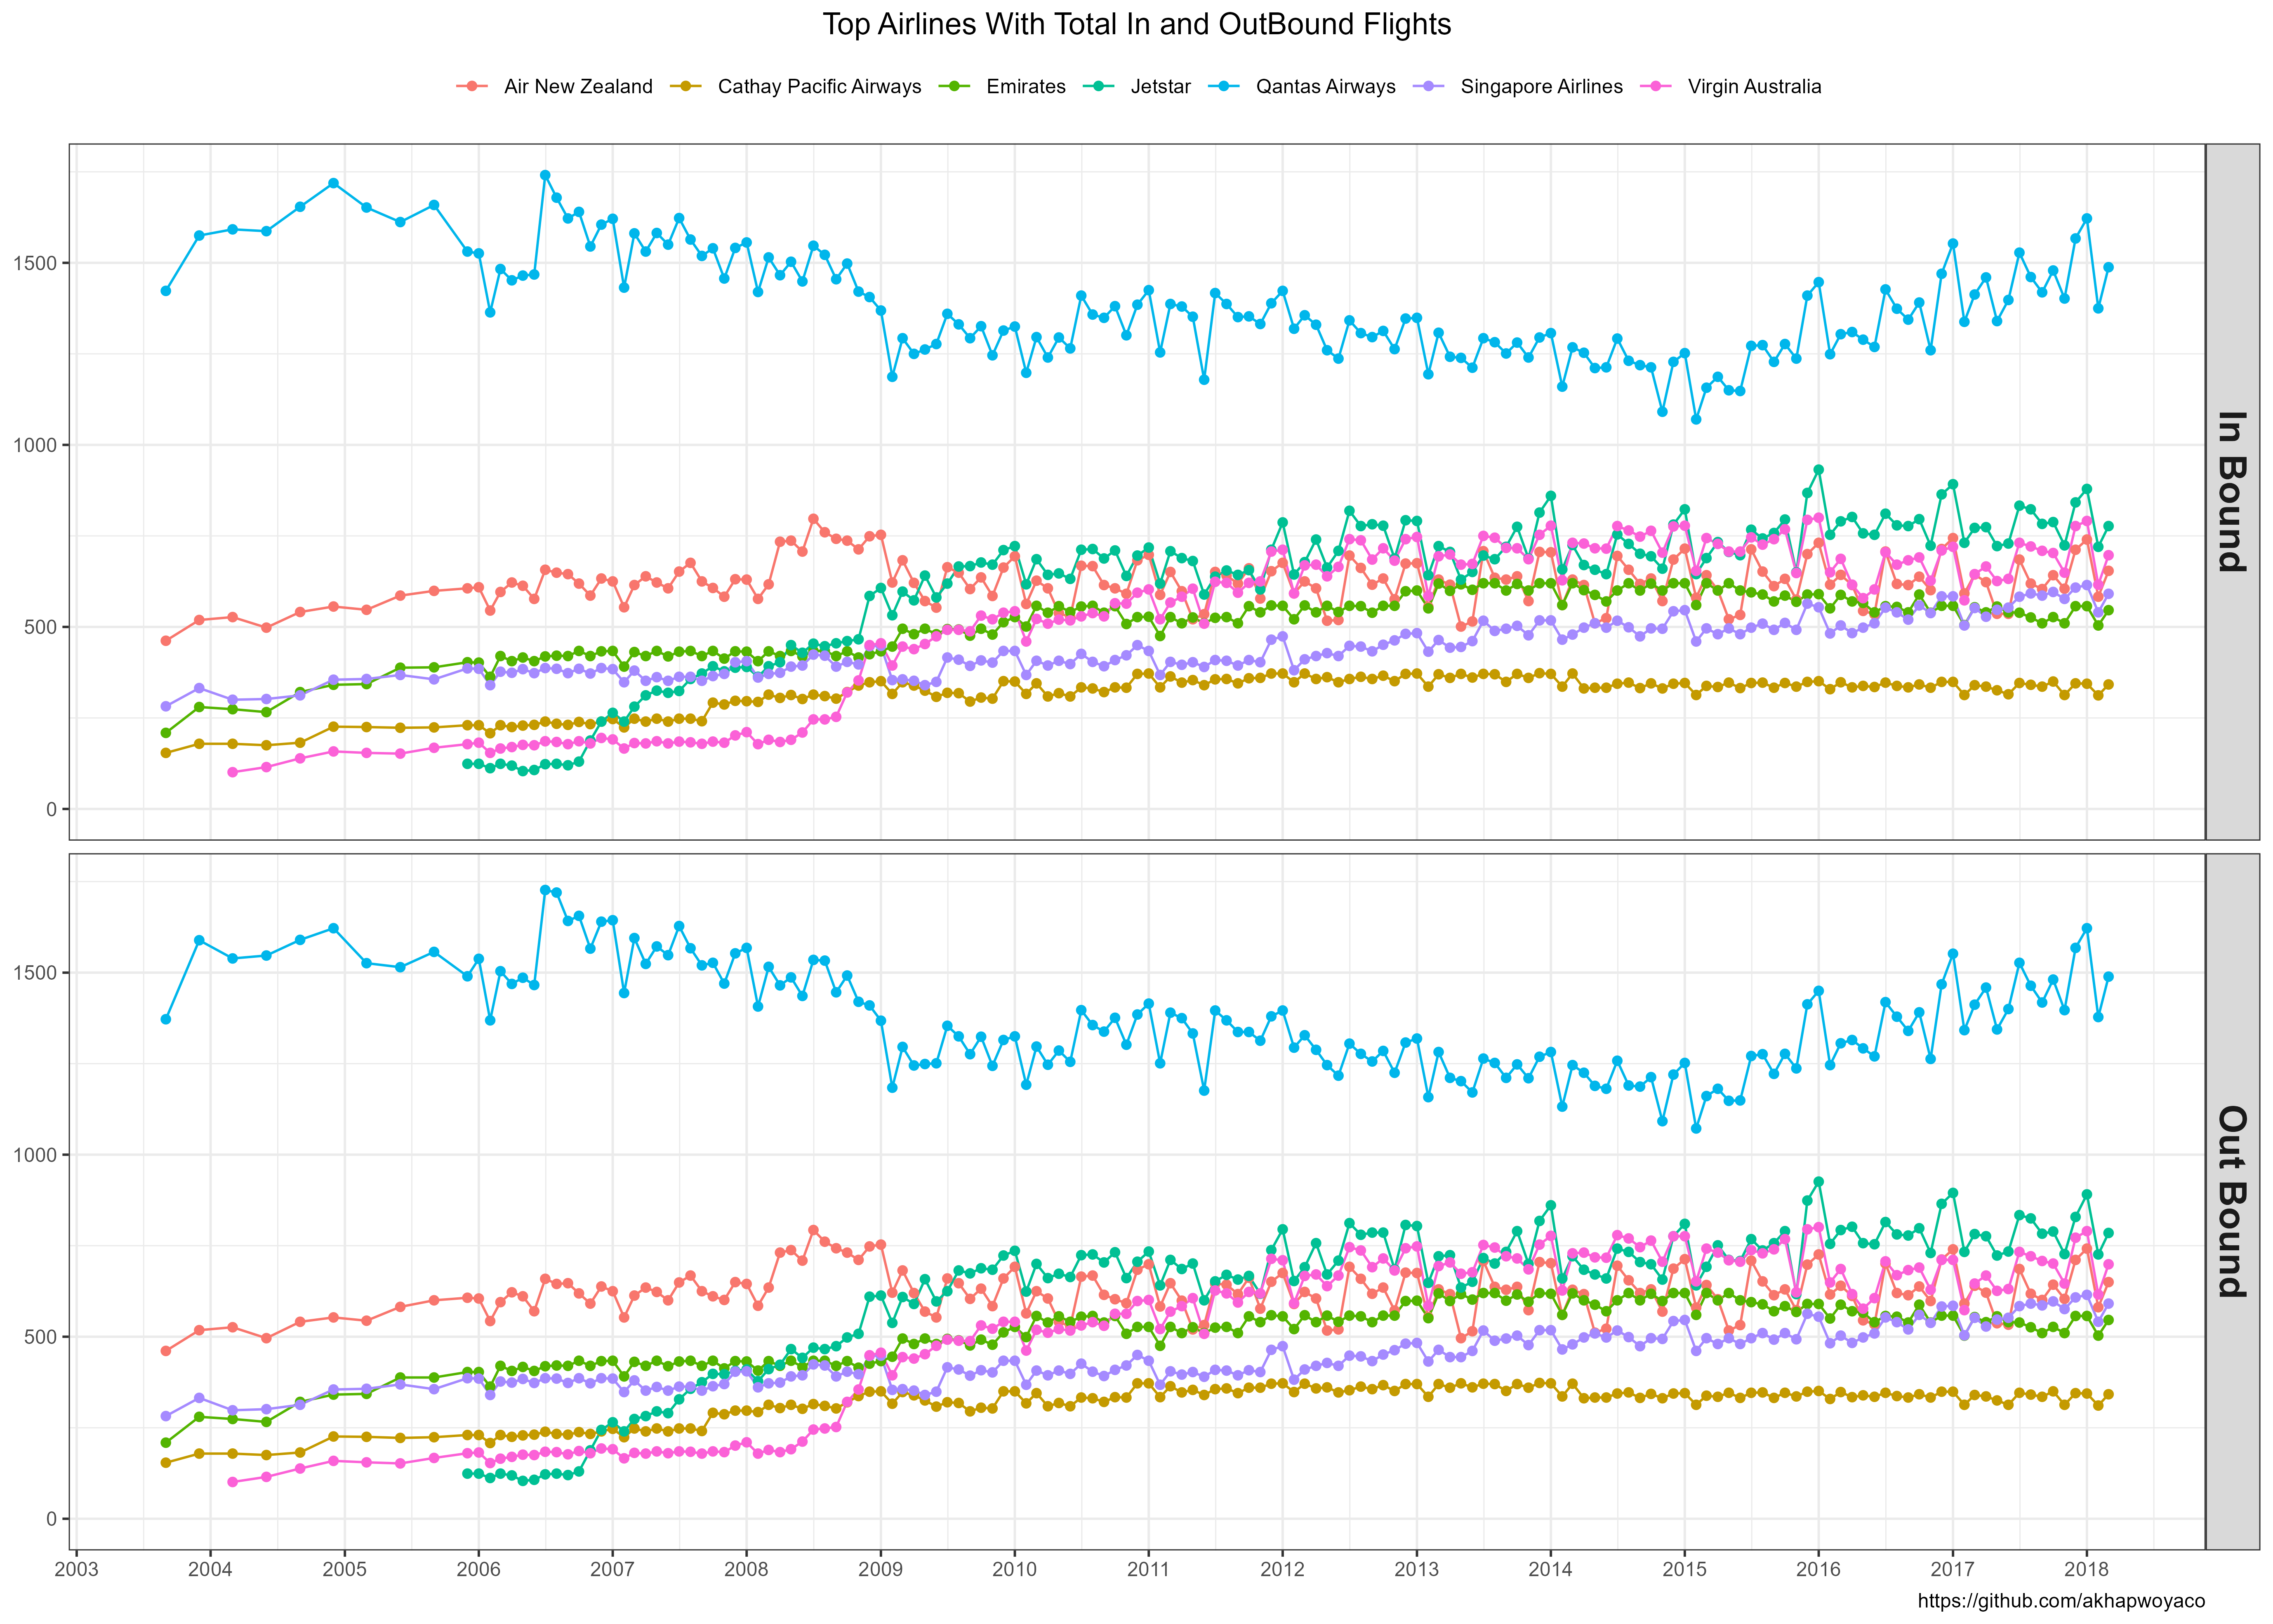 Top Airlines With Total In and OutBound Flights
Air New Zealand Cathay Pacific Airways Emirates Jetstar Qantas Airways Singapore Airlines Virgin Australia
1500
1000
500
0
In Bound
1500
1000
500
0
Out Bound
2003 2004 2005 2006 2007 2008 2009 2010 2011 2012 2013 2014 2015 2016 2017 2018
https://github.com/akhapwoyaco